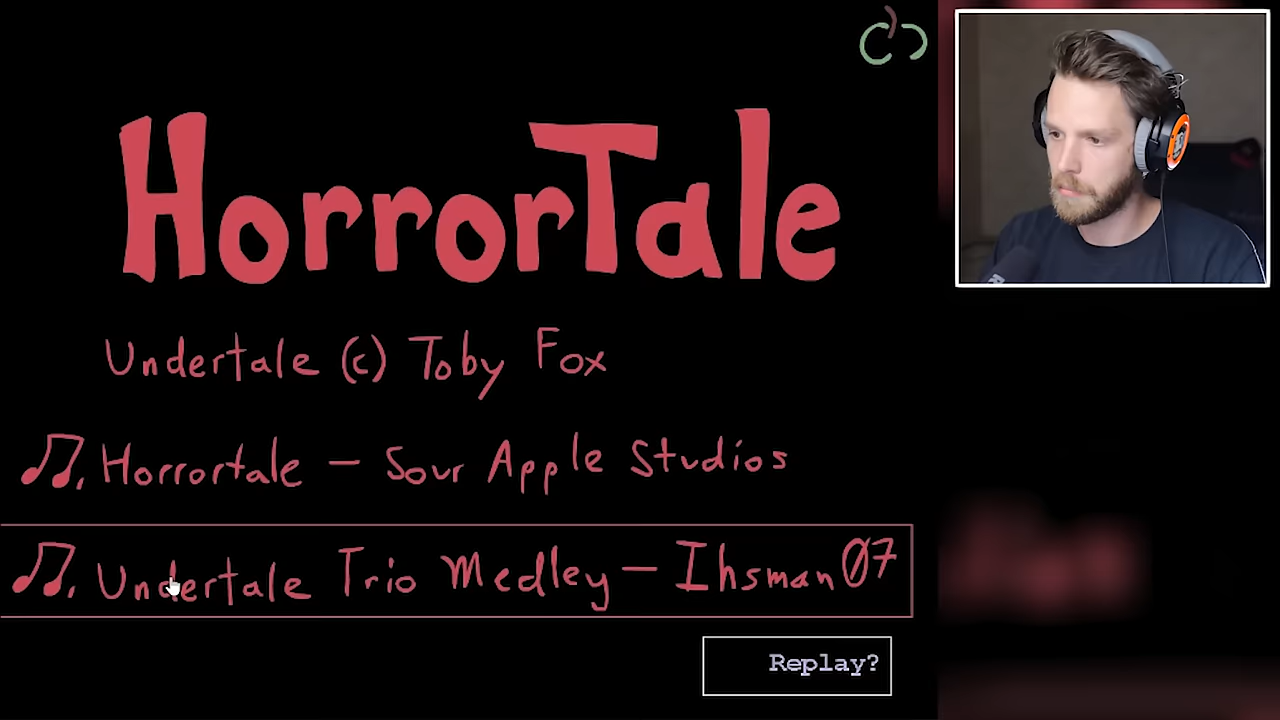 HorrorTale
Undertale (c) Toby Fox
Horrortale – Sour Apple Studios
Undertale Trio Medley – Ihsman07
Replay?